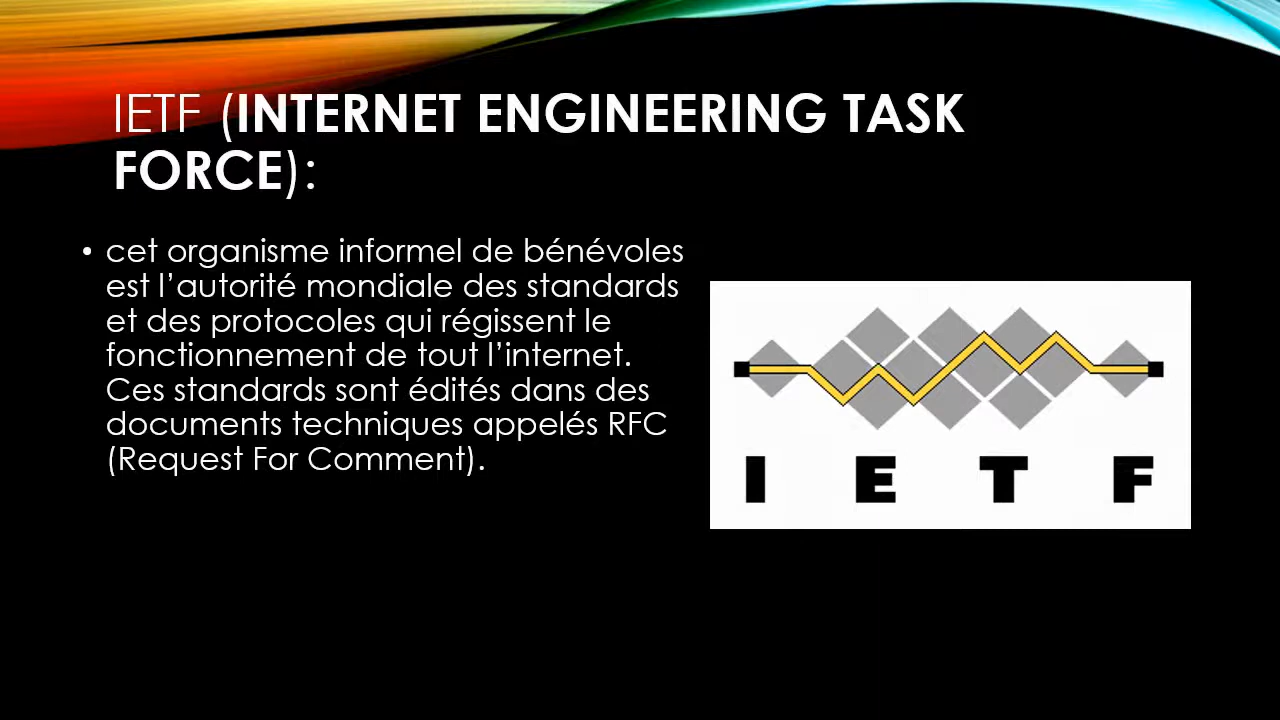 IETF (INTERNET ENGINEERING TASK
FORCE):
• cet organisme informel de bénévoles
est l’autorité mondiale des standards
et des protocoles qui régissent le
fonctionnement de tout l’internet.
Ces standards sont édités dans des
documents techniques appelés RFC
(Request For Comment).
I E T F